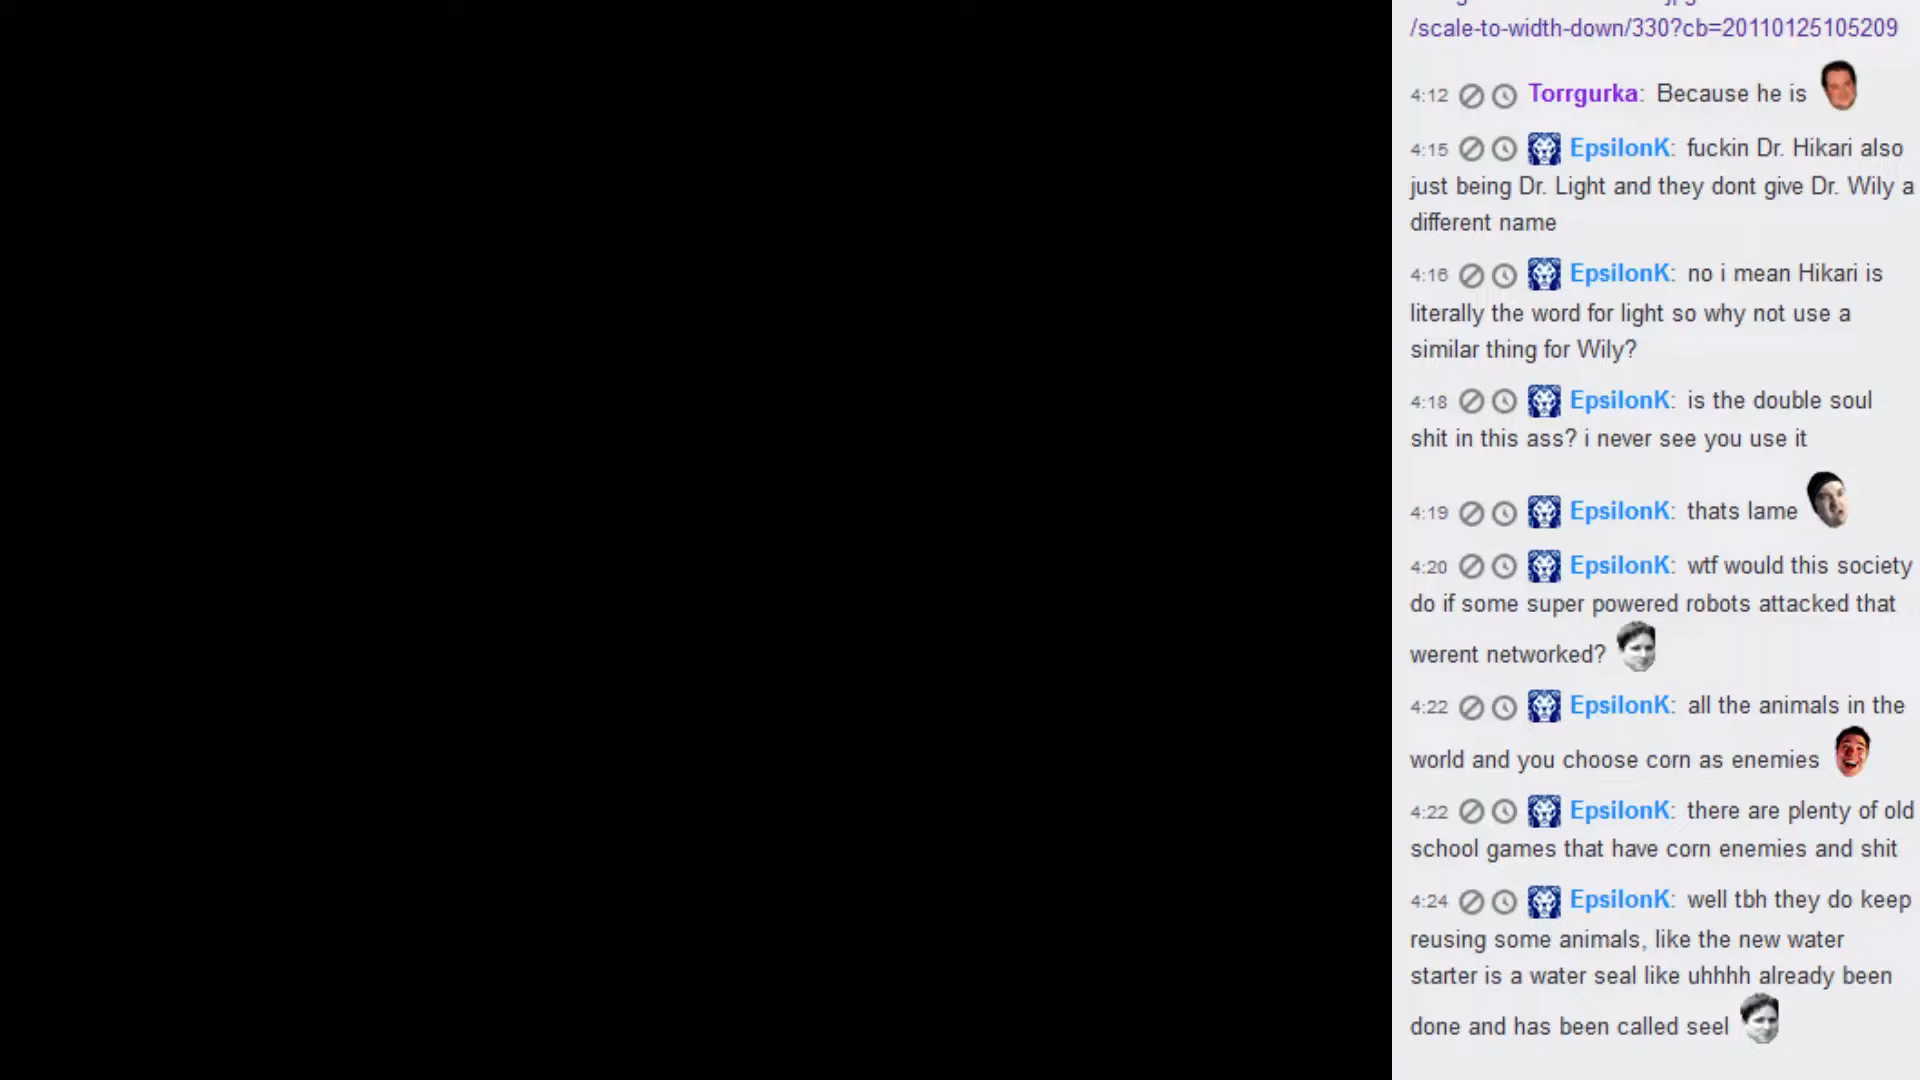 /scale-to-width-down/330?cb=20110125105209
4:12 Torrgurka: Because he is
4:15 EpsilonK: fuckin Dr. Hikari also
just being Dr. Light and they dont give Dr. Wily a
different name
4:16 EpsilonK: no i mean Hikari is
literally the word for light so why not use a
similar thing for Wily?
4:18 EpsilonK: is the double soul
shit in this ass? i never see you use it
4:19 EpsilonK: thats lame
4:20 EpsilonK: wtf would this society
do if some super powered robots attacked that
werent networked?
4:22 EpsilonK: all the animals in the
world and you choose corn as enemies
4:22 EpsilonK: there are plenty of old
school games that have corn enemies and shit
4:24 EpsilonK: well tbh they do keep
reusing some animals, like the new water
starter is a water seal like uhhhh already been
done and has been called seel